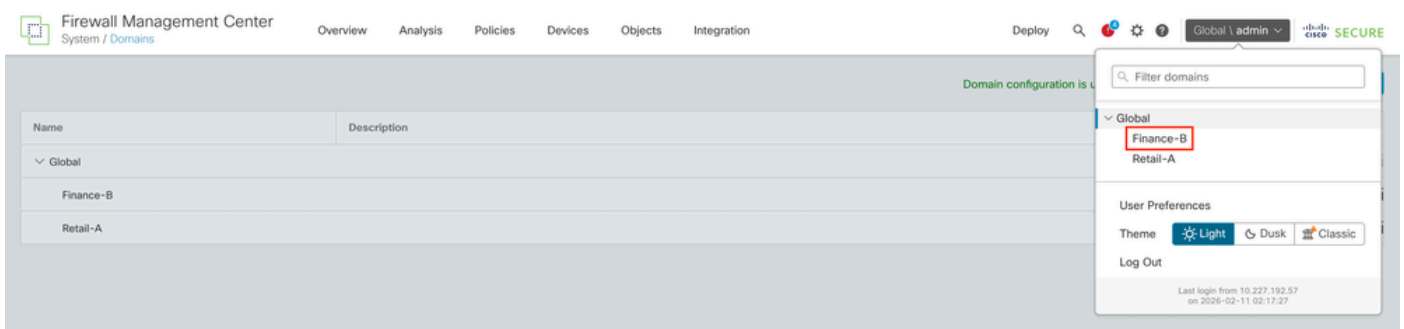 Firewall Management Center
System / Domains
Overview Analysis Policies Devices Objects Integration
Deploy 4 Global \ admin cisco SECURE
Domain configuration is
Filter domains
Name Description
Global
Finance-B
Retail-A
Global
Finance-B
Retail-A
User Preferences
Theme Light Dusk Classic
Log Out
Last login from 10.227.192.57
on 2026-02-11 02:17:27